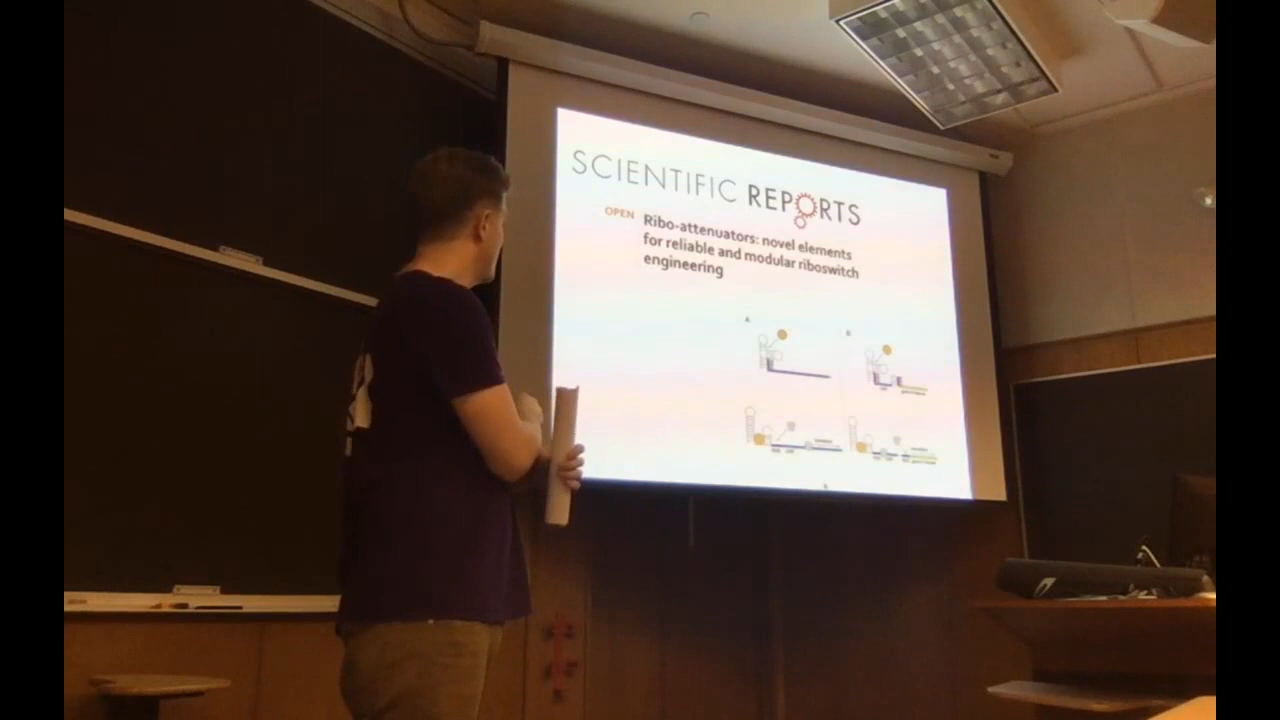 SCIENTIFIC REPORTS
OPEN
Ribo-attenuators: novel elements
for reliable and modular riboswitch
engineering
A
B